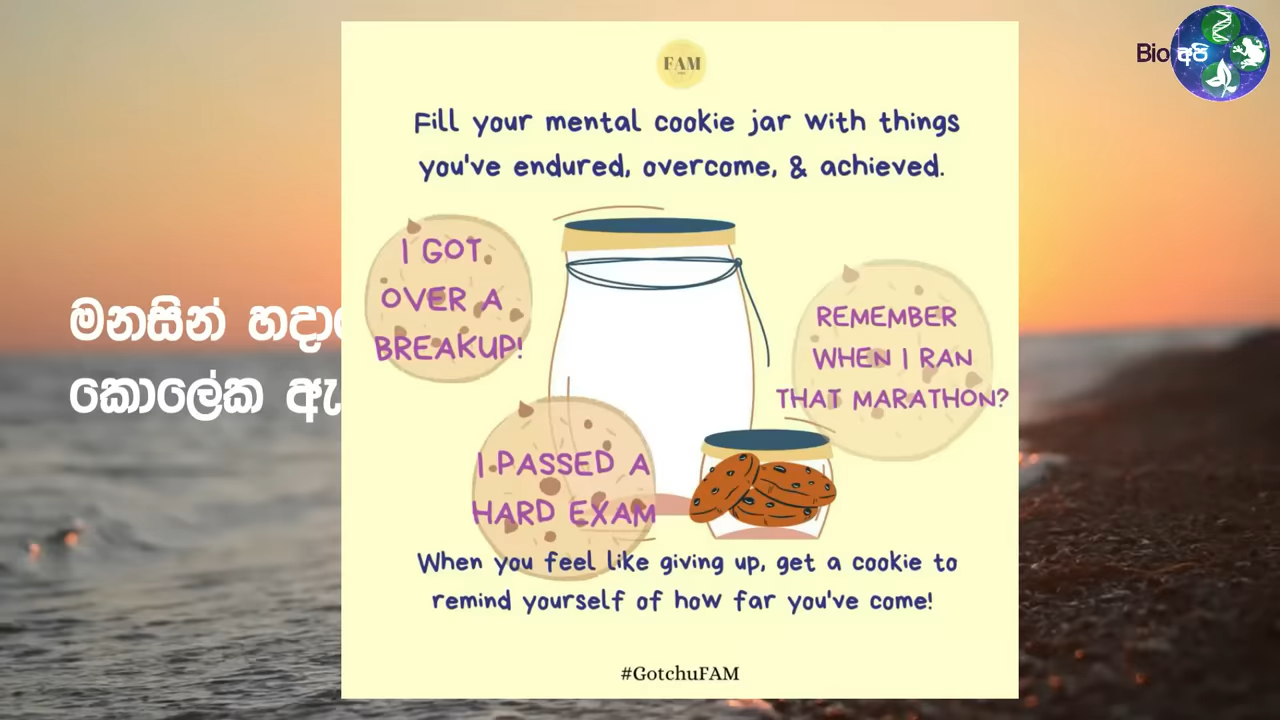 Bio අපි
FAM
Fill your mental cookie jar with things
you've endured, overcome, & achieved.
I GOT
OVER A
BREAKUP!
REMEMBER
WHEN I RAN
THAT MARATHON?
මනසින්
කොලේක
I PASSED A
HARD EXAM
When you feel like giving up, get a cookie to
remind yourself of how far you've come!
#GotchuFAM